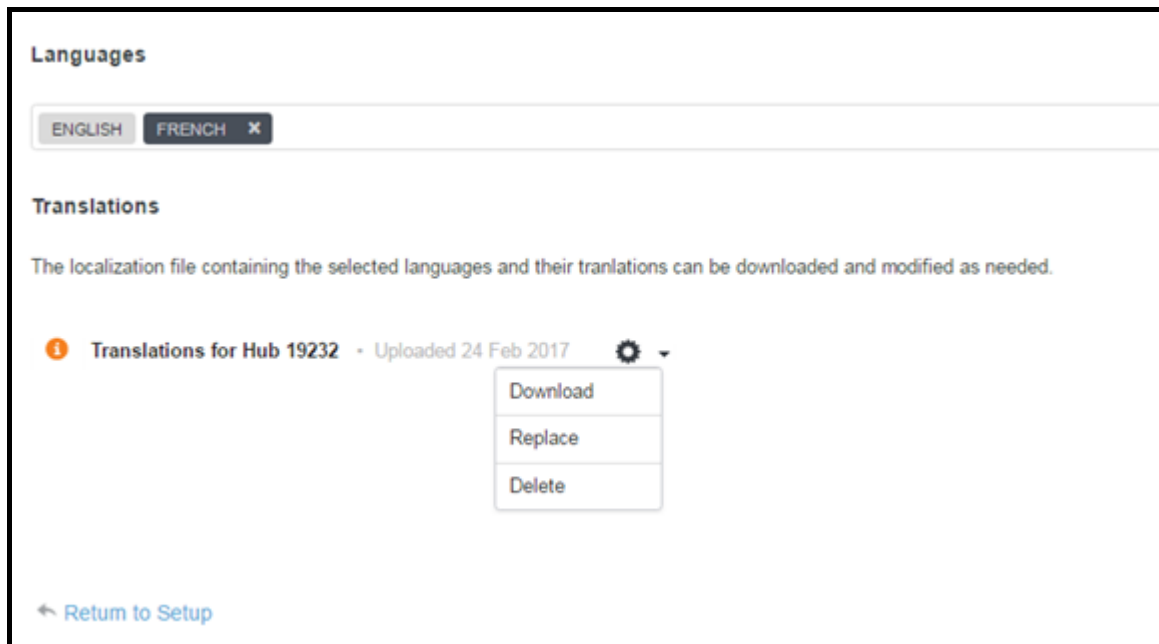 Languages
ENGLISH FRENCH ×
Translations
The localization file containing the selected languages and their tranlations can be downloaded and modified as needed.
Translations for Hub 19232 • Uploaded 24 Feb 2017
Download
Replace
Delete
Return to Setup